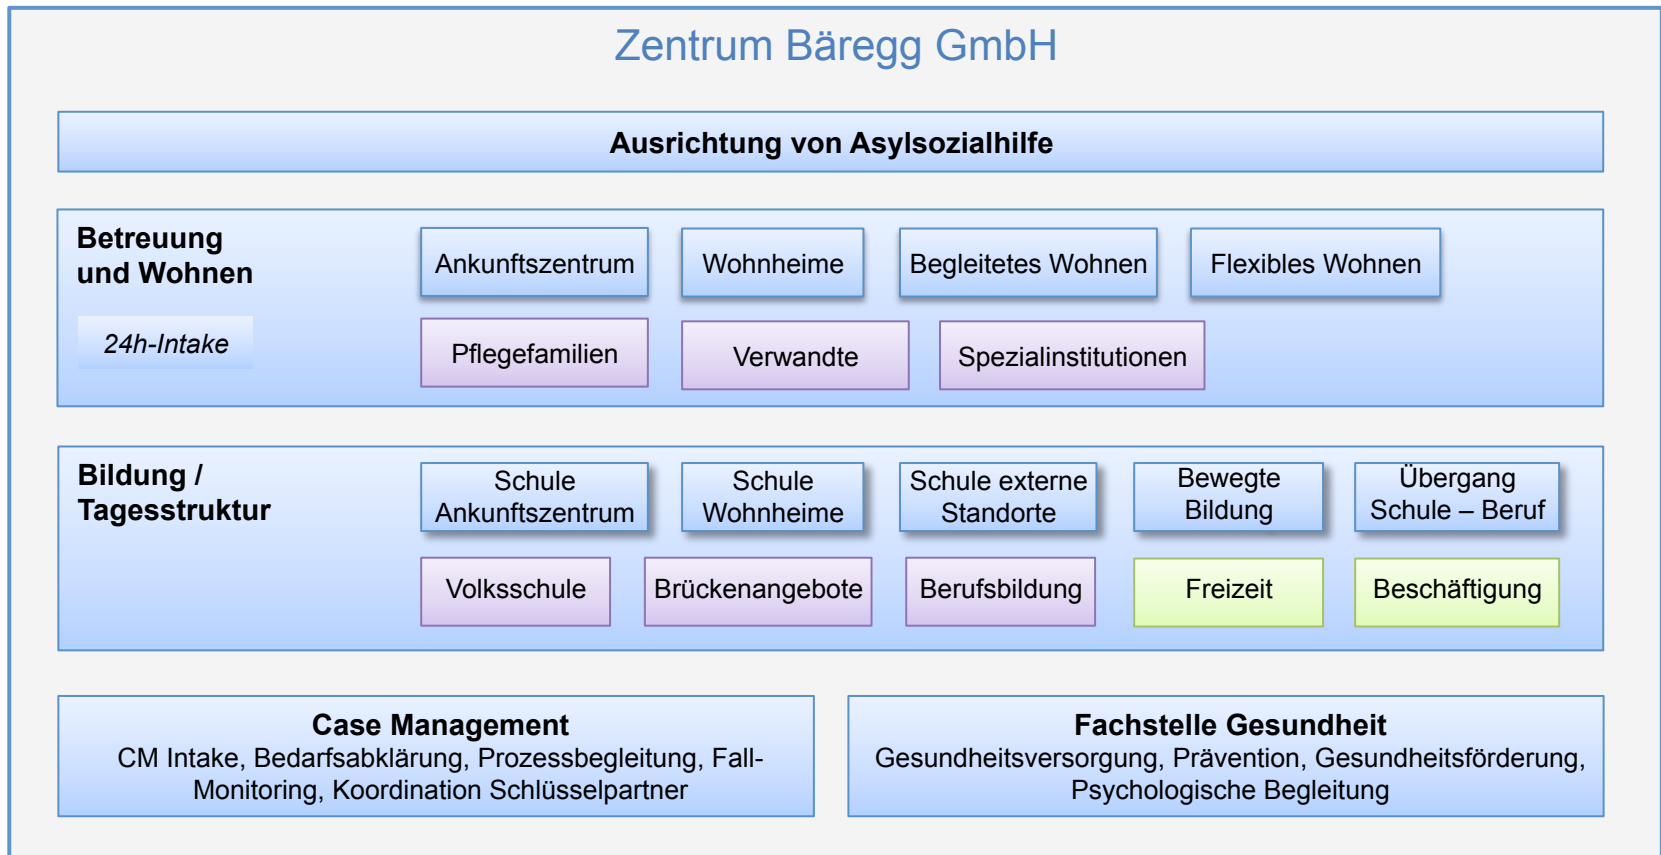 Zentrum Bäregg GmbH
Ausrichtung von Asylsozialhilfe
Betreuung
und Wohnen
24h-Intake
Ankunftszentrum
Wohnheime
Begleitetes Wohnen
Flexibles Wohnen
Pflegefamilien
Verwandte
Spezialinstitutionen
Bildung /
Tagesstruktur
Schule
Ankunftszentrum
Schule
Wohnheime
Schule externe
Standorte
Bewegte
Bildung
Übergang
Schule – Beruf
Volksschule
Brückenangebote
Berufsbildung
Freizeit
Beschäftigung
Case Management
CM Intake, Bedarfsabklärung, Prozessbegleitung, Fall-
Monitoring, Koordination Schlüsselpartner
Fachstelle Gesundheit
Gesundheitsversorgung, Prävention, Gesundheitsförderung,
Psychologische Begleitung